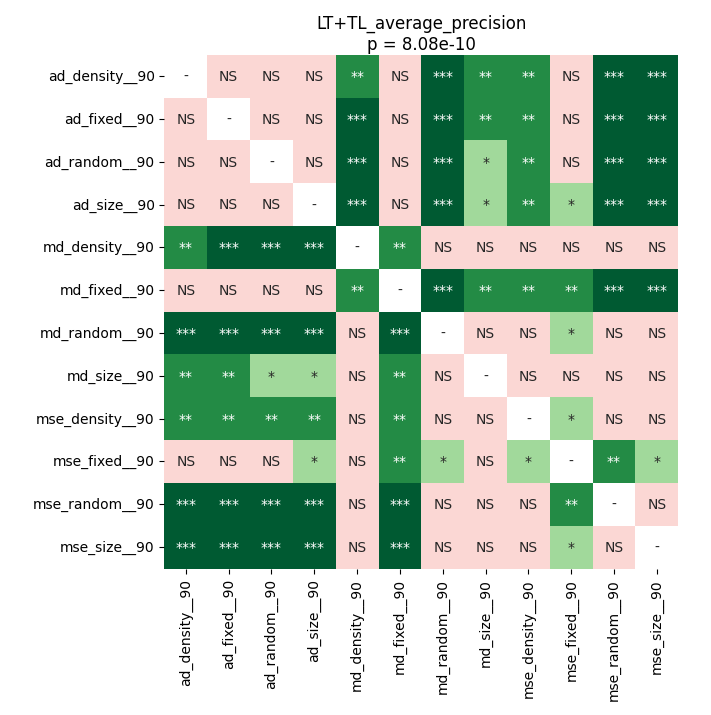 LT+TL_average_precision
p = 8.08e-10
ad_density__90 - NS NS NS ** NS *** ** ** NS *** ***
ad_fixed__90 NS - NS NS *** NS *** ** ** NS *** ***
ad_random__90 NS NS - NS *** NS *** * ** NS *** ***
ad_size__90 NS NS NS - *** NS *** * ** * *** ***
md_density__90 ** *** *** *** - ** NS NS NS NS NS NS
md_fixed__90 NS NS NS NS ** - *** ** ** ** *** ***
md_random__90 *** *** *** *** NS *** - NS NS * NS NS
md_size__90 ** ** * * NS ** NS - NS NS NS NS
mse_density__90 ** ** ** ** NS ** NS NS - * NS NS
mse_fixed__90 NS NS NS * NS ** * NS * - ** *
mse_random__90 *** *** *** *** NS *** NS NS NS ** - NS
mse_size__90 *** *** *** *** NS *** NS NS NS * NS -
ad_density__90
ad_fixed__90
ad_random__90
ad_size__90
md_density__90
md_fixed__90
md_random__90
md_size__90
mse_density__90
mse_fixed__90
mse_random__90
mse_size__90